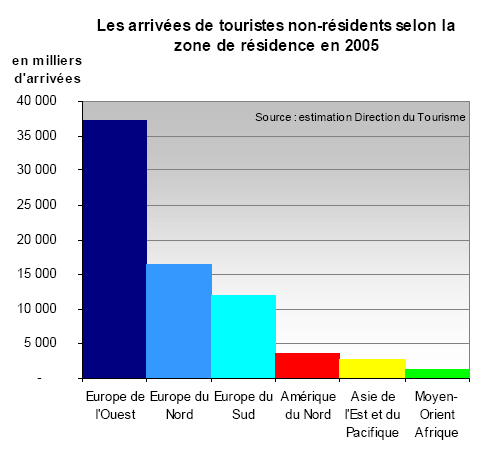 Les arrivées de touristes non-résidents selon la
zone de résidence en 2005
en milliers
d'arrivées
40 000
35 000
30 000
25 000
20 000
15 000
10 000
5 000
-
Source : estimation Direction du Tourisme
Europe de
l'Ouest
Europe du
Nord
Europe du
Sud
Amérique
du Nord
Asie de
l'Est et du
Pacifique
Moyen-
Orient
Afrique